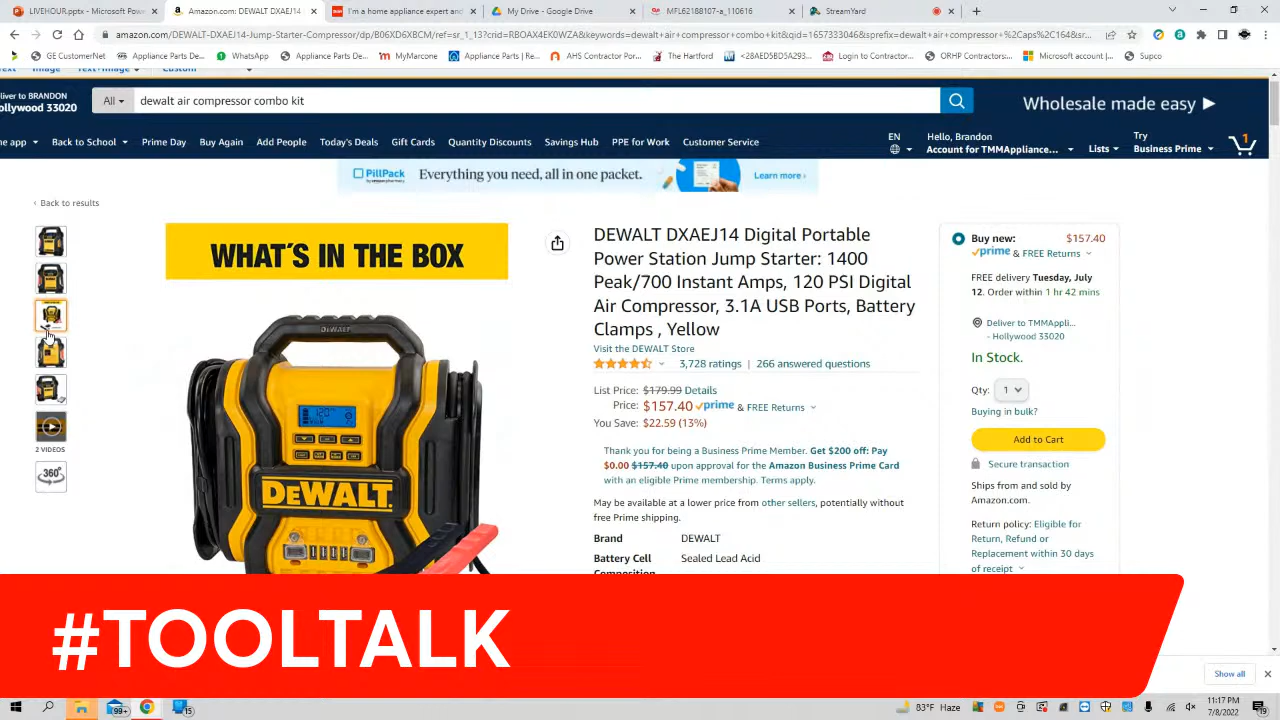 LIVEHOUR.pptx - Microsoft Power
Amazon.com: DEWALT DXAEJ14
I'm a home appliance expert and
My Drive - Google Drive
MFL62188107-a_110616
StreamYard
amazon.com/DEWALT-DXAEJ14-Jump-Starter-Compressor/dp/B06XD6XBCM/ref=sr_1_13?crid=RBOAX4EK0WZA&keywords=dewalt+air+compressor+combo+kit&qid=1657333046&sprefix=dewalt+air+compressor+%2Caps%2C164&sr...
GE CustomerNet
Appliance Parts De...
WhatsApp
Appliance Parts De...
MyMarcone
Appliance Parts | Re...
AHS Contractor Por...
The Hartford
<28AED5BD5A293...
Login to Contractor...
ORHP Contractors:...
Microsoft account |...
Supco
Text Image Text+Image Custom
eliver to BRANDON
ollywood 33020
All
dewalt air compressor combo kit
Wholesale made easy ▶
ne app
Back to School
Prime Day
Buy Again
Add People
Today's Deals
Gift Cards
Quantity Discounts
Savings Hub
PPE for Work
Customer Service
EN
Hello, Brandon
Account for TMMAppliance...
Lists
Try
Business Prime
1
PillPack
Everything you need, all in one packet.
Learn more ›
‹ Back to results
2 VIDEOS
360°
WHAT'S IN THE BOX
DEWALT
DEWALT
DEWALT DXAEJ14 Digital Portable
Power Station Jump Starter: 1400
Peak/700 Instant Amps, 120 PSI Digital
Air Compressor, 3.1A USB Ports, Battery
Clamps , Yellow
Visit the DEWALT Store
3,728 ratings | 266 answered questions
List Price: $179.99 Details
Price: $157.40 prime & FREE Returns
You Save: $22.59 (13%)
Thank you for being a Business Prime Member. Get $200 off: Pay
$0.00 $157.40 upon approval for the Amazon Business Prime Card
with an eligible Prime membership. Terms apply.
May be available at a lower price from other sellers, potentially without
free Prime shipping.
Brand DEWALT
Battery Cell Sealed Lead Acid
Composition
Buy new: $157.40
prime & FREE Returns
FREE delivery Tuesday, July
12. Order within 1 hr 42 mins
Deliver to TMMAppli...
- Hollywood 33020
In Stock.
Qty: 1
Buying in bulk?
Add to Cart
Secure transaction
Ships from and sold by
Amazon.com.
Return policy: Eligible for
Return, Refund or
Replacement within 30 days
of receipt
#TOOLTALK
Show all
99+
5
83°F Haze
11:17 PM
7/8/2022